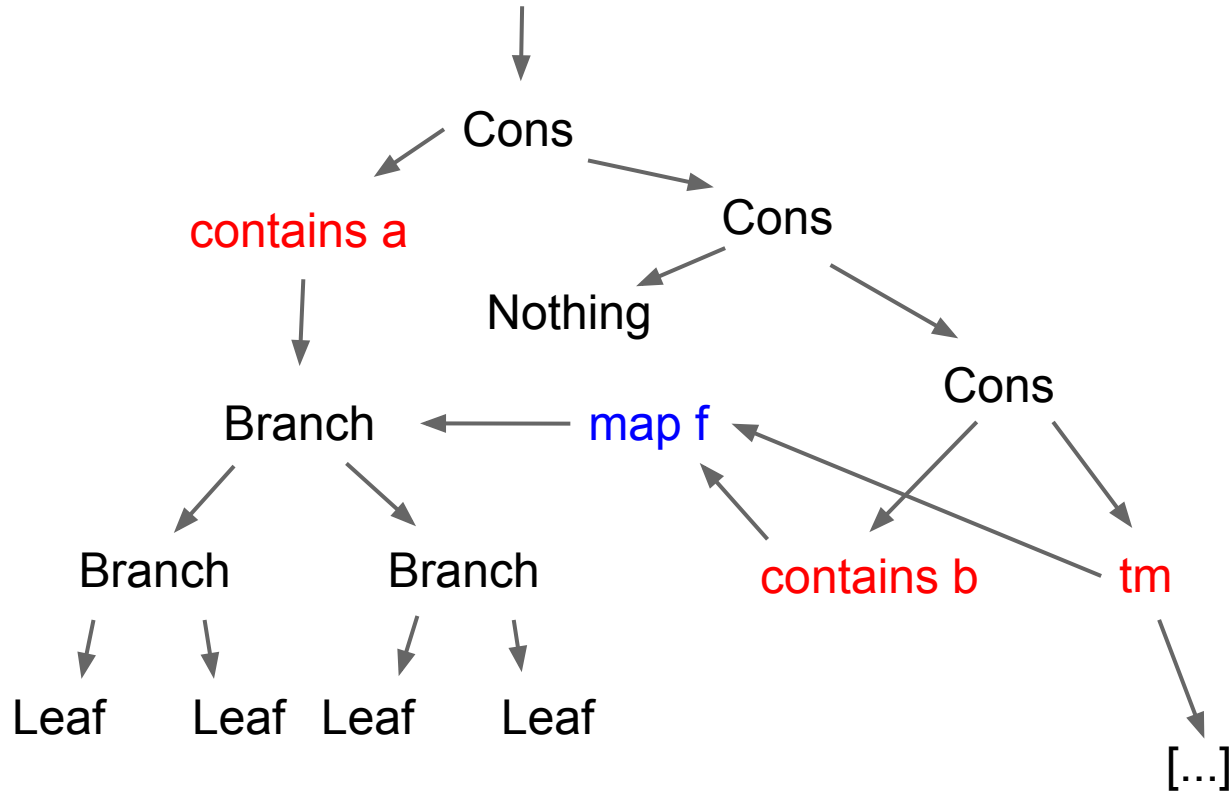 Cons
contains a
Cons
Nothing
Cons
Branch
map f
Branch
Branch
contains b
tm
Leaf
Leaf
Leaf
Leaf
[...]